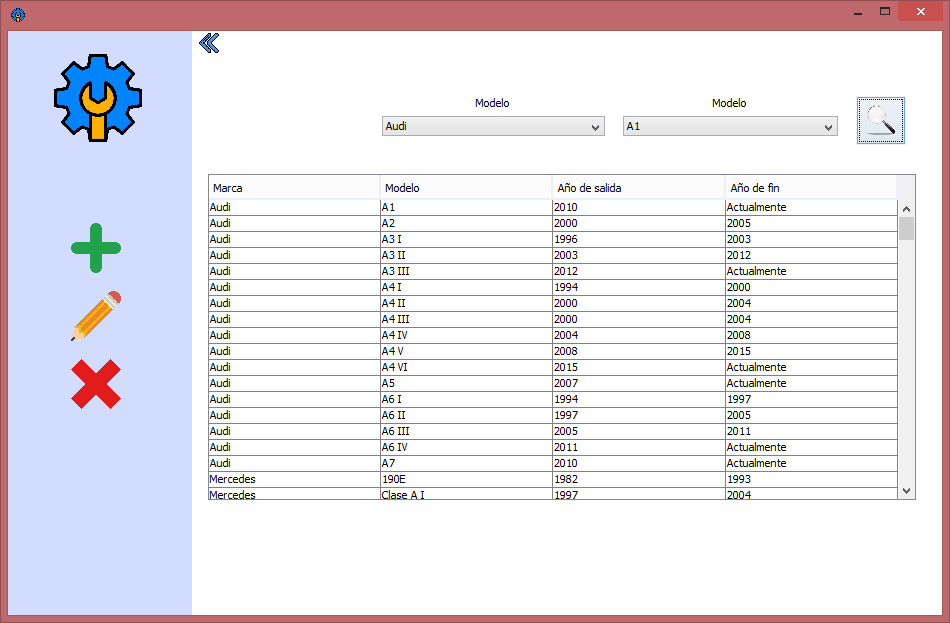 Modelo Modelo
Audi A1
Marca Modelo Año de salida Año de fin
Audi A1 2010 Actualmente
Audi A2 2000 2005
Audi A3 I 1996 2003
Audi A3 II 2003 2012
Audi A3 III 2012 Actualmente
Audi A4 I 1994 2000
Audi A4 II 2000 2004
Audi A4 III 2000 2004
Audi A4 IV 2004 2008
Audi A4 V 2008 2015
Audi A4 VI 2015 Actualmente
Audi A5 2007 Actualmente
Audi A6 I 1994 1997
Audi A6 II 1997 2005
Audi A6 III 2005 2011
Audi A6 IV 2011 Actualmente
Audi A7 2010 Actualmente
Mercedes 190E 1982 1993
Mercedes Clase A I 1997 2004